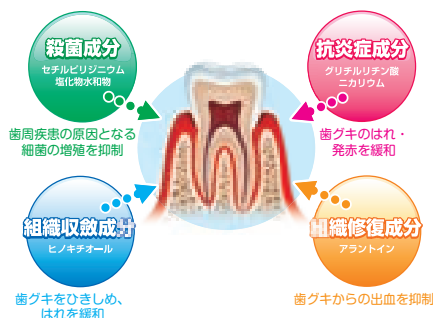 殺菌成分
セチルピリジニウム
塩化物水和物
歯周疾患の原因となる
細菌の増殖を抑制
抗炎症成分
グリチルリチン酸
ニカリウム
歯グキのはれ・
発赤を緩和
組織収斂成分
ヒノキチオール
歯グキをひきしめ、
はれを緩和
組織修復成分
アラントイン
歯グキからの出血を抑制